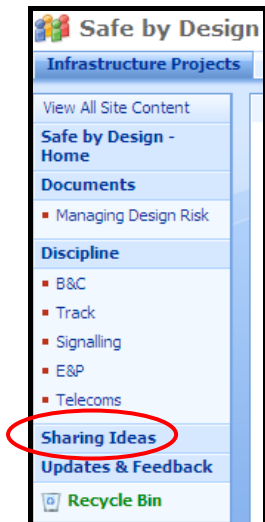 Safe by Design
Infrastructure Projects
View All Site Content
Safe by Design -
Home
Documents
Managing Design Risk
Discipline
B&C
Track
Signalling
E&P
Telecoms
Sharing Ideas
Updates & Feedback
Recycle Bin